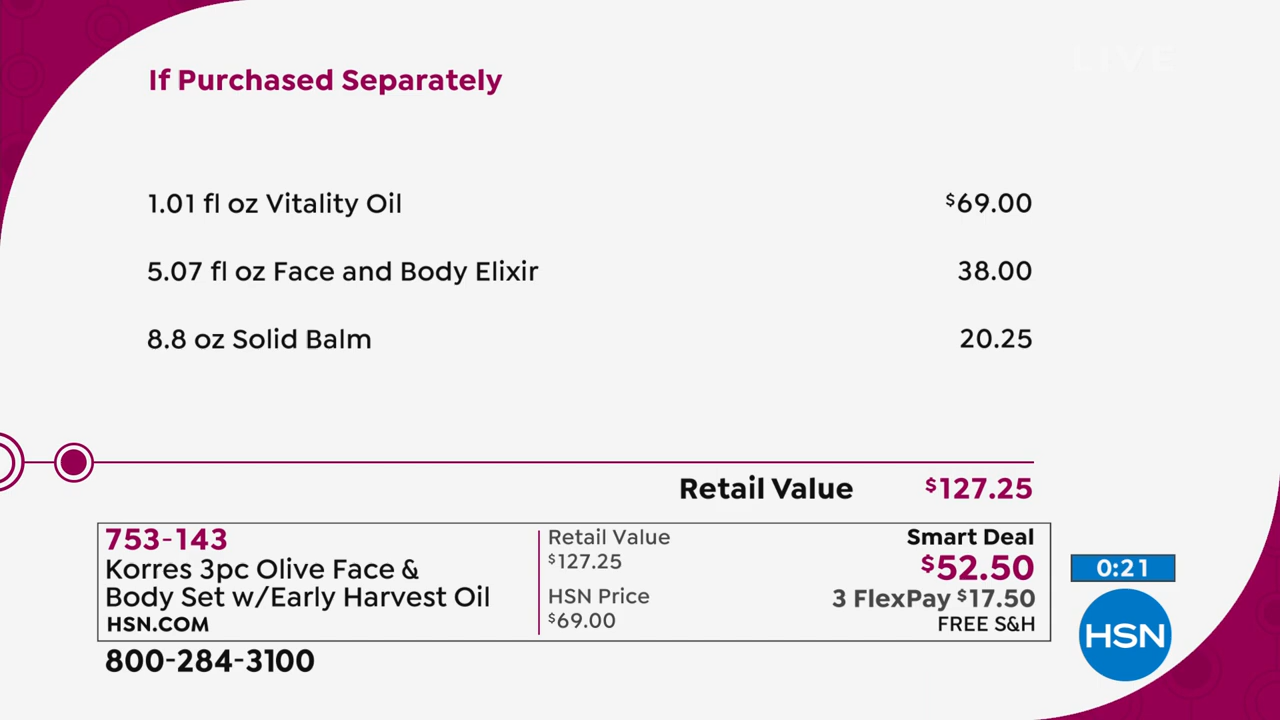 LIVE
If Purchased Separately
1.01 fl oz Vitality Oil $69.00
5.07 fl oz Face and Body Elixir 38.00
8.8 oz Solid Balm 20.25
Retail Value $127.25
753-143
Korres 3pc Olive Face &
Body Set w/Early Harvest Oil
HSN.COM
Retail Value
$127.25
HSN Price
$69.00
Smart Deal
$52.50
3 FlexPay $17.50
FREE S&H
0:21
HSN
800-284-3100